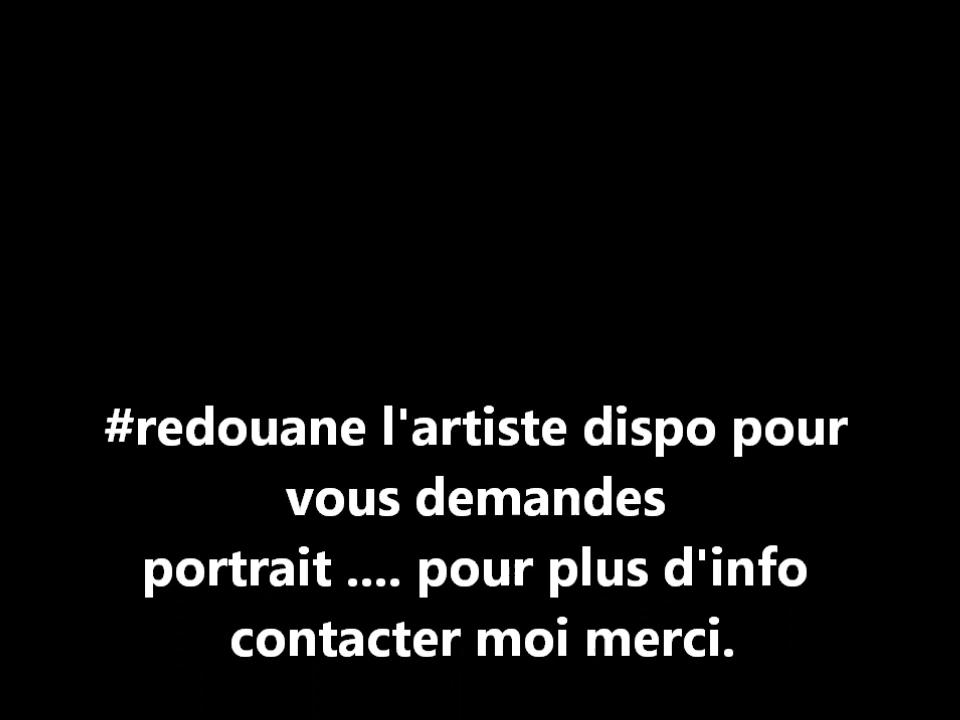 #redouane l'artiste dispo pour
vous demandes
portrait .... pour plus d'info
contacter moi merci.